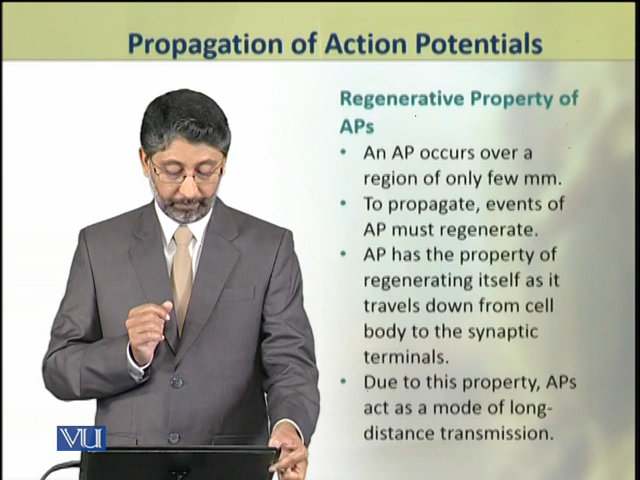 Propagation of Action Potentials
Regenerative Property of
APs
• An AP occurs over a
region of only few mm.
• To propagate, events of
AP must regenerate.
• AP has the property of
regenerating itself as it
travels down from cell
body to the synaptic
terminals.
• Due to this property, APs
act as a mode of long-
distance transmission.
VU